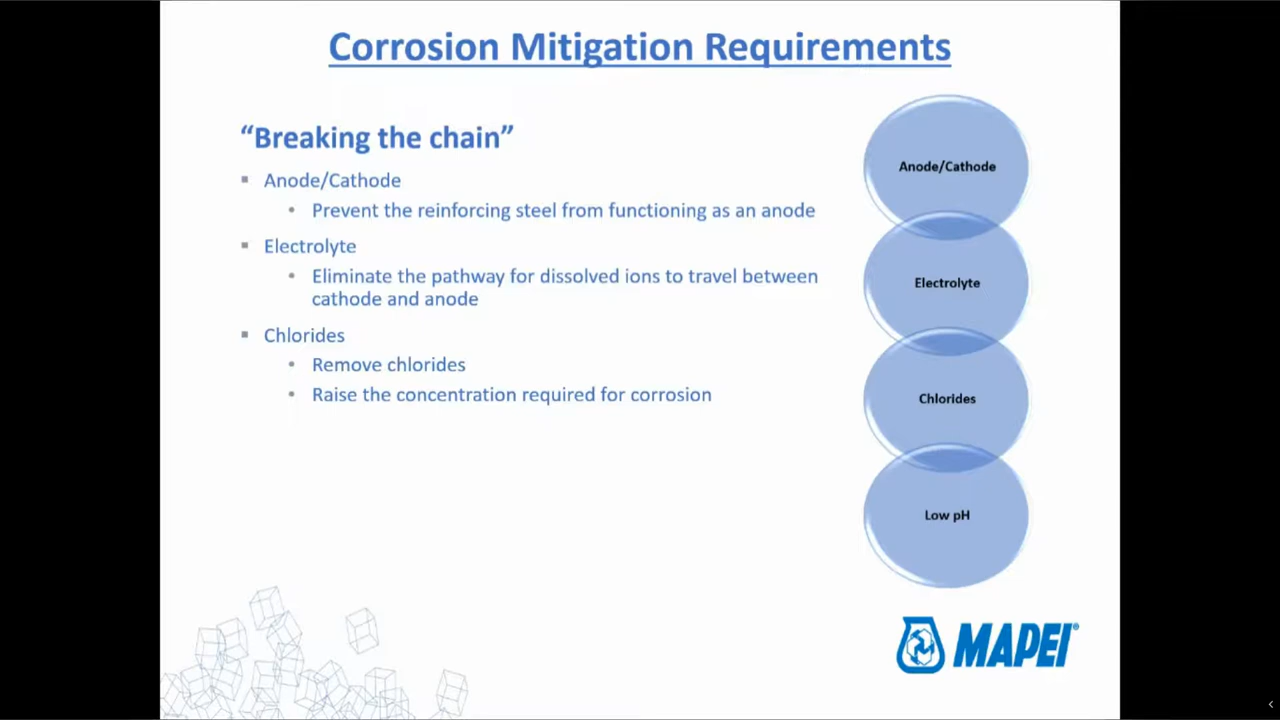 Corrosion Mitigation Requirements
“Breaking the chain”
Anode/Cathode
Prevent the reinforcing steel from functioning as an anode
Electrolyte
Eliminate the pathway for dissolved ions to travel between
cathode and anode
Chlorides
Remove chlorides
Raise the concentration required for corrosion
Anode/Cathode
Electrolyte
Chlorides
Low pH
MAPEI®